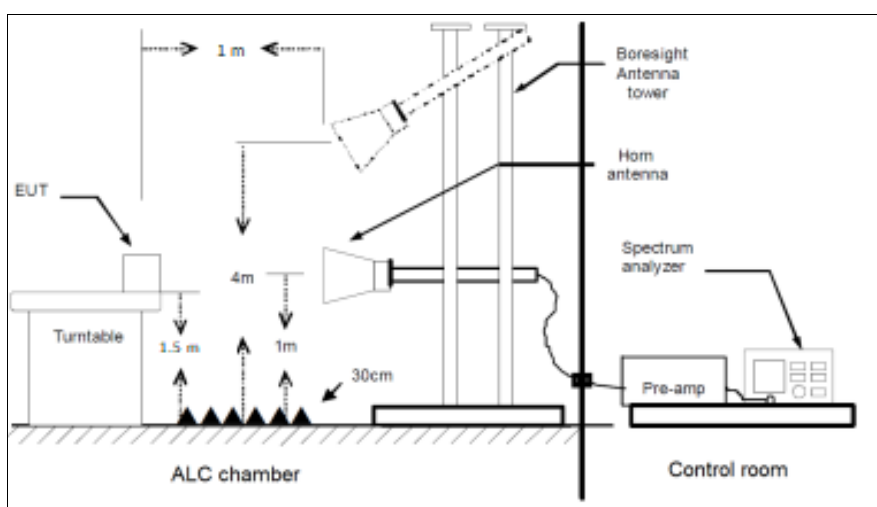 1 m
Boresight
Antenna
tower
Horn
antenna
EUT
Spectrum
analyzer
4m
Turntable
1.5 m
1m
30cm
Pre-amp
ALC chamber
Control room